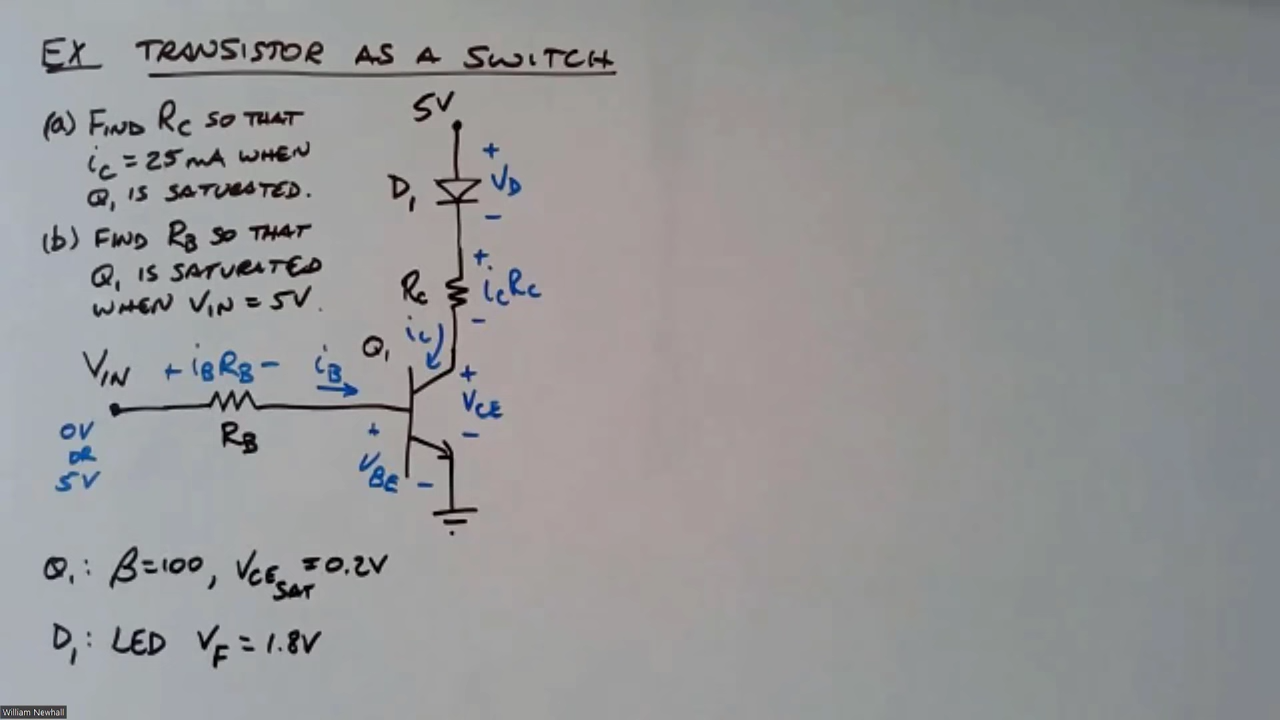 EX TRANSISTOR AS A SWITCH
(a) FIND RC SO THAT
iC = 25 mA WHEN
Q1 IS SATURATED.
(b) FIND RB SO THAT
Q1 IS SATURATED
WHEN VIN = 5V.
5V
+
D1 VD
-
+
RC iCRC
-
iC
Q1
VIN + iBRB - iB
+
VCE
-
RB
0V
OR
5V
+
VBE -
Q1: β=100, VCESAT = 0.2V
D1: LED VF = 1.8V
William Newhall